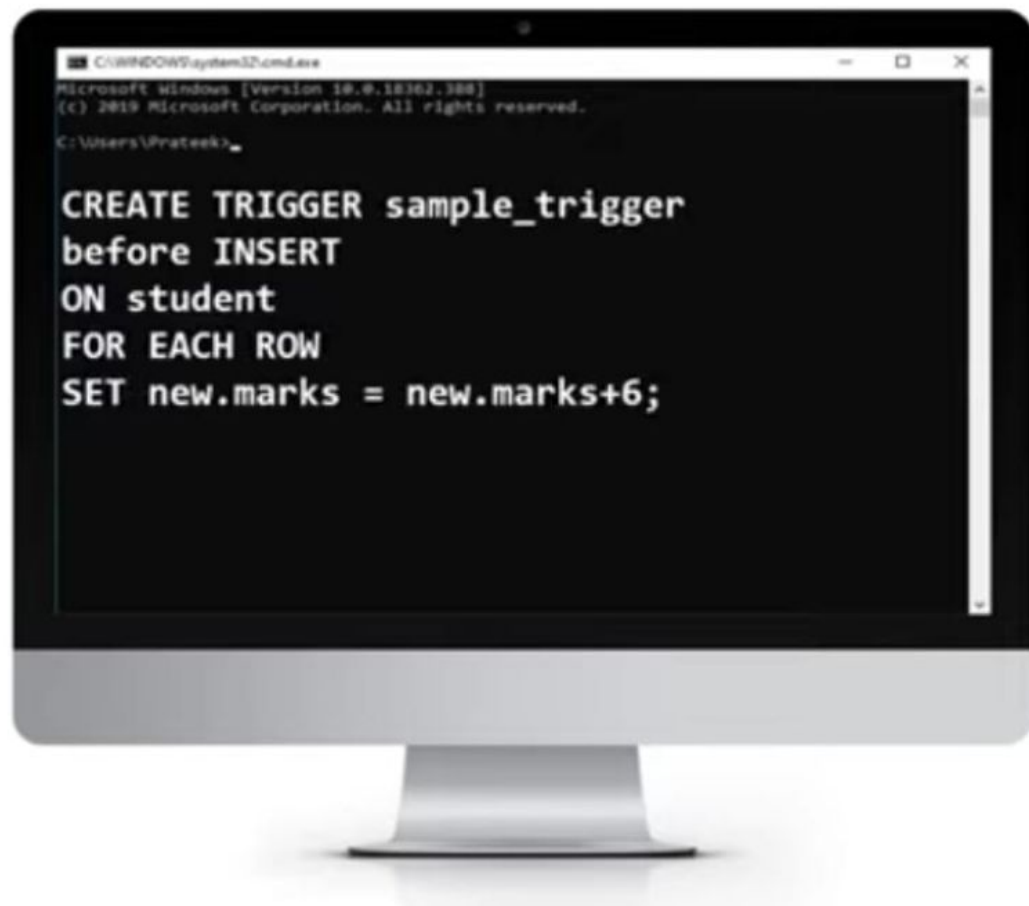 C:\WINDOWS\system32\cmd.exe
Microsoft Windows [Version 10.0.18362.388]
(c) 2019 Microsoft Corporation. All rights reserved.
C:\Users\Prateek>_
CREATE TRIGGER sample_trigger
before INSERT
ON student
FOR EACH ROW
SET new.marks = new.marks+6;